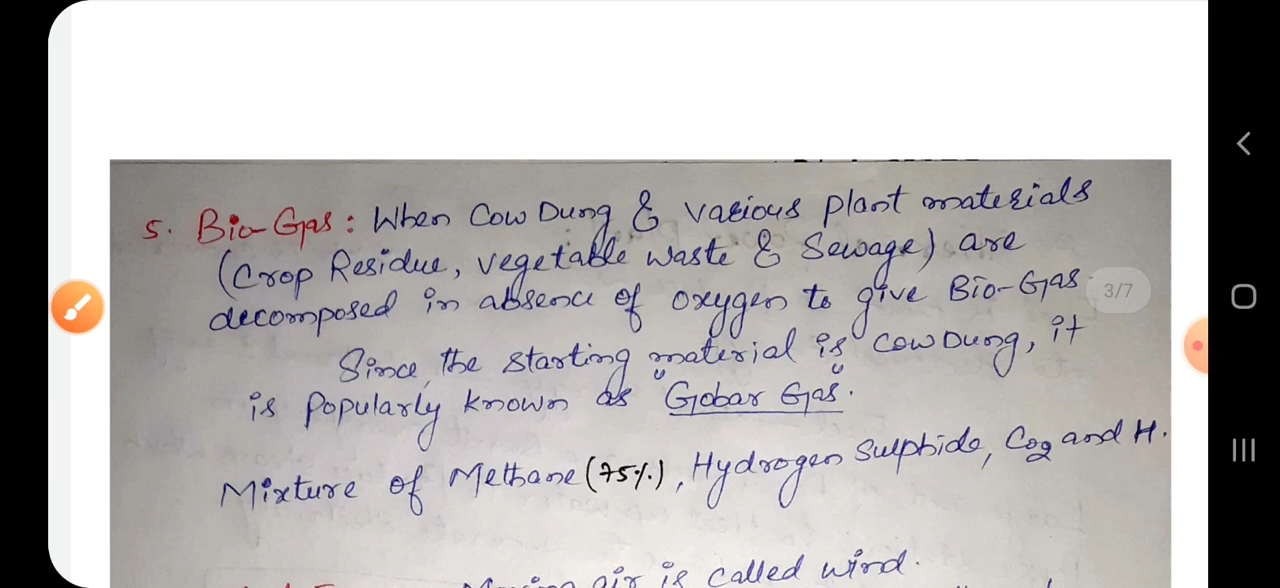 5. Bio-Gas: When Cow Dung & various plant materials
(Crop Residue, vegetable waste & Sewage) are
decomposed in absence of oxygen to give Bio-Gas
3/7
Since, the starting material is cow Dung, it
is popularly known as "Gobar Gas".
Mixture of Methane (75%), Hydrogen Sulphide, Co2 and H.
air is called wind.